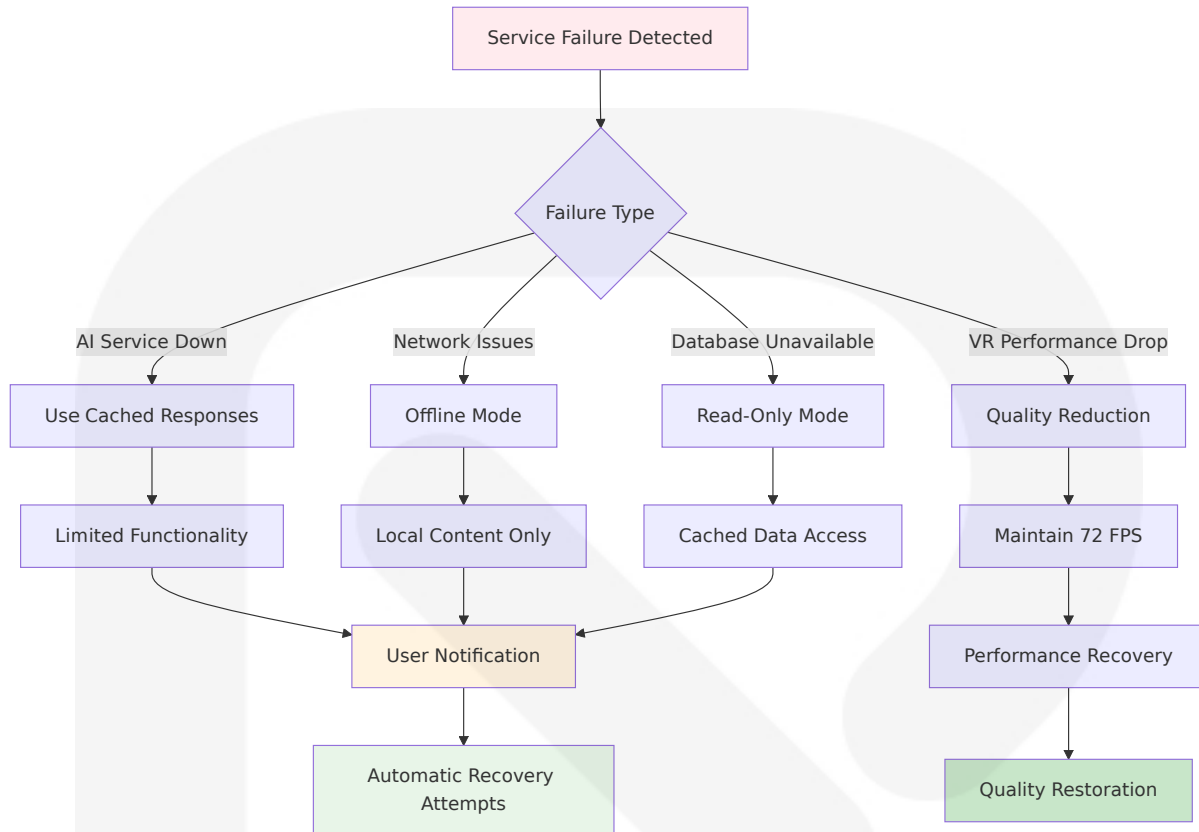 Service Failure Detected
Failure Type
AI Service Down
Network Issues
Database Unavailable
VR Performance Drop
Use Cached Responses
Offline Mode
Read-Only Mode
Quality Reduction
Limited Functionality
Local Content Only
Cached Data Access
Maintain 72 FPS
User Notification
Performance Recovery
Automatic Recovery
Attempts
Quality Restoration